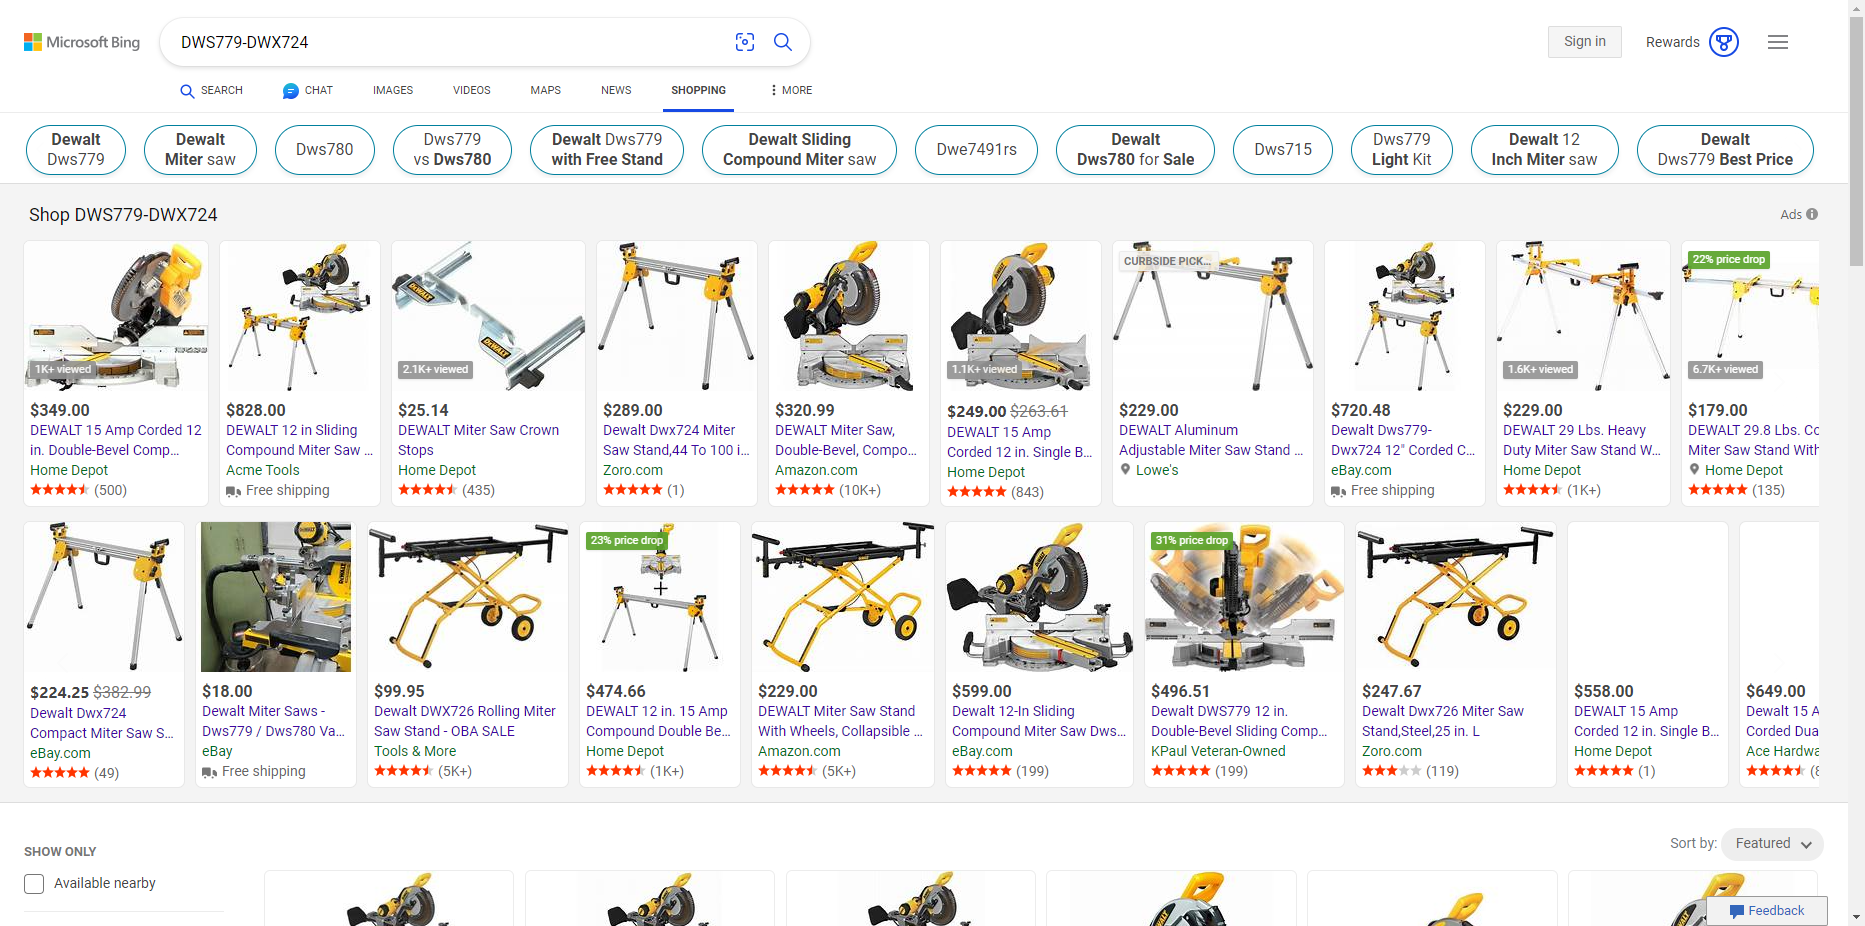 Microsoft Bing
DWS779-DWX724
Sign in
Rewards
SEARCH
CHAT
IMAGES
VIDEOS
MAPS
NEWS
SHOPPING
MORE
Dewalt
Dws779
Dewalt
Miter saw
Dws780
Dws779
vs Dws780
Dewalt Dws779
with Free Stand
Dewalt Sliding
Compound Miter saw
Dwe7491rs
Dewalt
Dws780 for Sale
Dws715
Dws779
Light Kit
Dewalt 12
Inch Miter saw
Dewalt
Dws779 Best Price
Shop DWS779-DWX724
Ads
1K+ viewed
$349.00
DEWALT 15 Amp Corded 12
in. Double-Bevel Comp...
Home Depot
(500)
$828.00
DEWALT 12 in Sliding
Compound Miter Saw ...
Acme Tools
Free shipping
2.1K+ viewed
$25.14
DEWALT Miter Saw Crown
Stops
Home Depot
(435)
$289.00
Dewalt Dwx724 Miter
Saw Stand,44 To 100 i...
Zoro.com
(1)
$320.99
DEWALT Miter Saw,
Double-Bevel, Compo...
Amazon.com
(10K+)
1.1K+ viewed
$249.00 $263.61
DEWALT 15 Amp
Corded 12 in. Single B...
Home Depot
(843)
CURBSIDE PICK...
$229.00
DEWALT Aluminum
Adjustable Miter Saw Stand ...
Lowe's
$720.48
Dewalt Dws779-
Dwx724 12" Corded C...
eBay.com
Free shipping
1.6K+ viewed
$229.00
DEWALT 29 Lbs. Heavy
Duty Miter Saw Stand W...
Home Depot
(1K+)
22% price drop
6.7K+ viewed
$179.00
DEWALT 29.8 Lbs. Co
Miter Saw Stand With
Home Depot
(135)
$224.25 $382.99
Dewalt Dwx724
Compact Miter Saw S...
eBay.com
(49)
$18.00
Dewalt Miter Saws -
Dws779 / Dws780 Va...
eBay
Free shipping
$99.95
Dewalt DWX726 Rolling Miter
Saw Stand - OBA SALE
Tools & More
(5K+)
23% price drop
$474.66
DEWALT 12 in. 15 Amp
Compound Double Be...
Home Depot
(1K+)
$229.00
DEWALT Miter Saw Stand
With Wheels, Collapsible ...
Amazon.com
(5K+)
$599.00
Dewalt 12-In Sliding
Compound Miter Saw Dws...
eBay.com
(199)
31% price drop
$496.51
Dewalt DWS779 12 in.
Double-Bevel Sliding Comp...
KPaul Veteran-Owned
(199)
$247.67
Dewalt Dwx726 Miter Saw
Stand,Steel,25 in. L
Zoro.com
(119)
$558.00
DEWALT 15 Amp
Corded 12 in. Single B...
Home Depot
(1)
$649.00
Dewalt 15 A
Corded Dua
Ace Hardwa
SHOW ONLY
Available nearby
Sort by:
Featured
Feedback